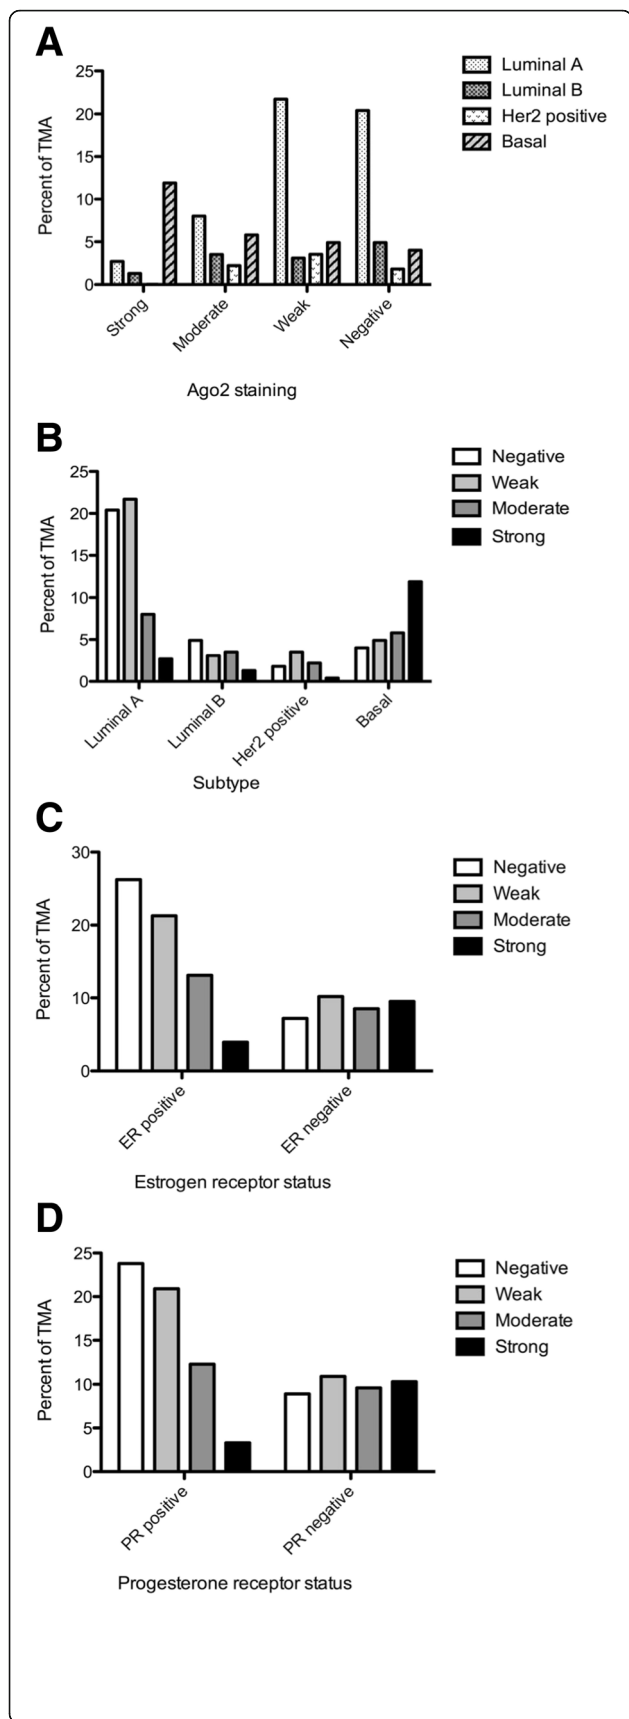 A
Percent of TMA
25
20
15
10
5
0
Strong
Moderate
Weak
Negative
Ago2 staining
Luminal A
Luminal B
Her2 positive
Basal
B
Percent of TMA
25
20
15
10
5
0
Luminal A
Luminal B
Her2 positive
Basal
Subtype
Negative
Weak
Moderate
Strong
C
Percent of TMA
30
20
10
0
ER positive
ER negative
Estrogen receptor status
Negative
Weak
Moderate
Strong
D
Percent of TMA
25
20
15
10
5
0
PR positive
PR negative
Progesterone receptor status
Negative
Weak
Moderate
Strong